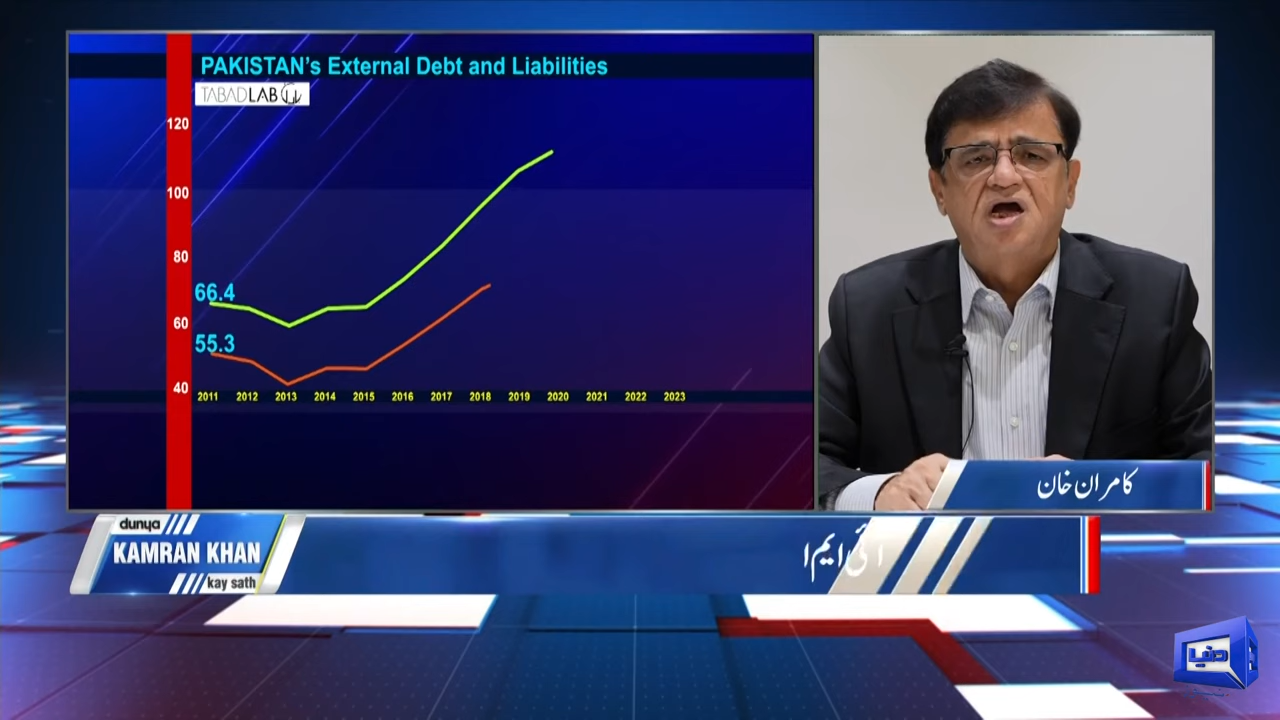 PAKISTAN's External Debt and Liabilities
TABADLAB
120
100
80
66.4
60
55.3
40
2011 2012 2013 2014 2015 2016 2017 2018 2019 2020 2021 2022 2023
کامران خان
dunya
KAMRAN KHAN
kay sath
آئی ایم ا
دنیا